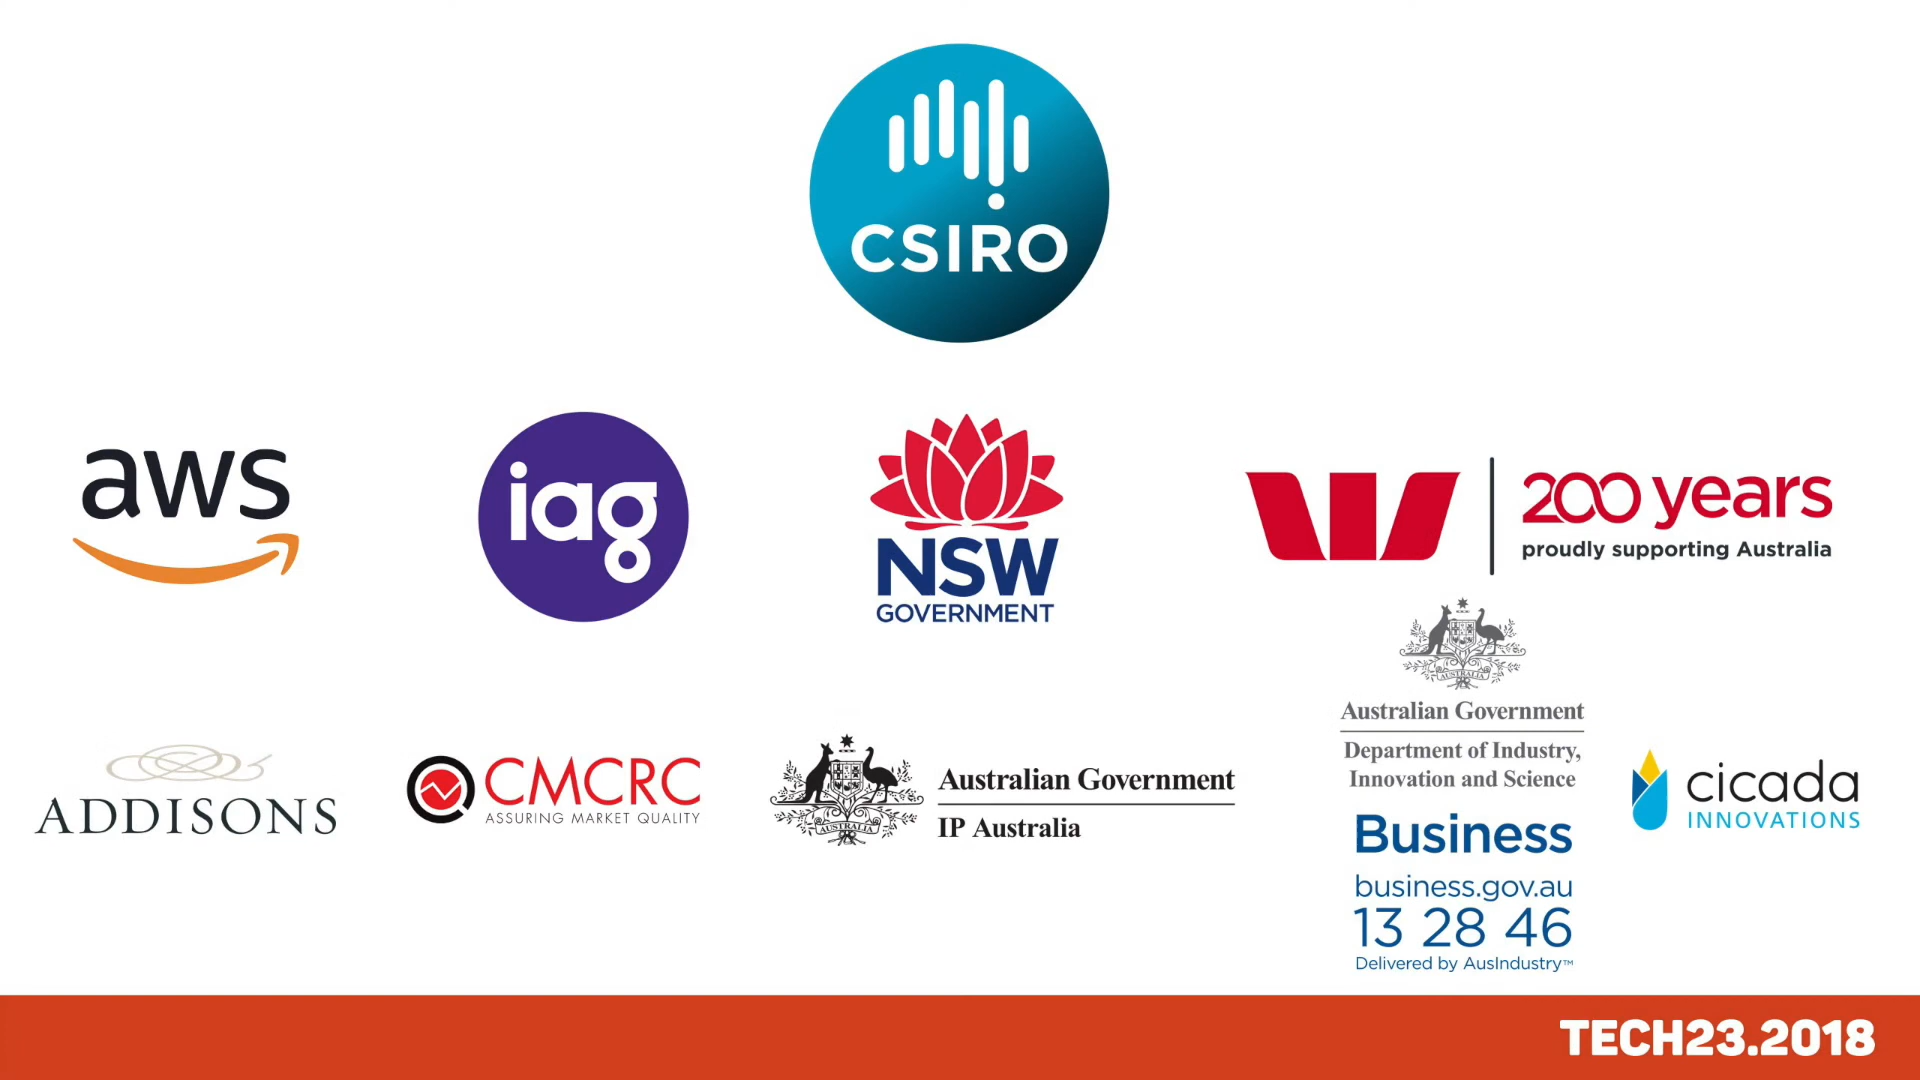 CSIRO
aws
iag
NSW
GOVERNMENT
200 years
proudly supporting Australia
ADDISONS
CMCRC
ASSURING MARKET QUALITY
AUSTRALIA
Australian Government
IP Australia
AUSTRALIA
Australian Government
Department of Industry,
Innovation and Science
Business
business.gov.au
13 28 46
Delivered by AusIndustry™
cicada
INNOVATIONS
TECH23.2018